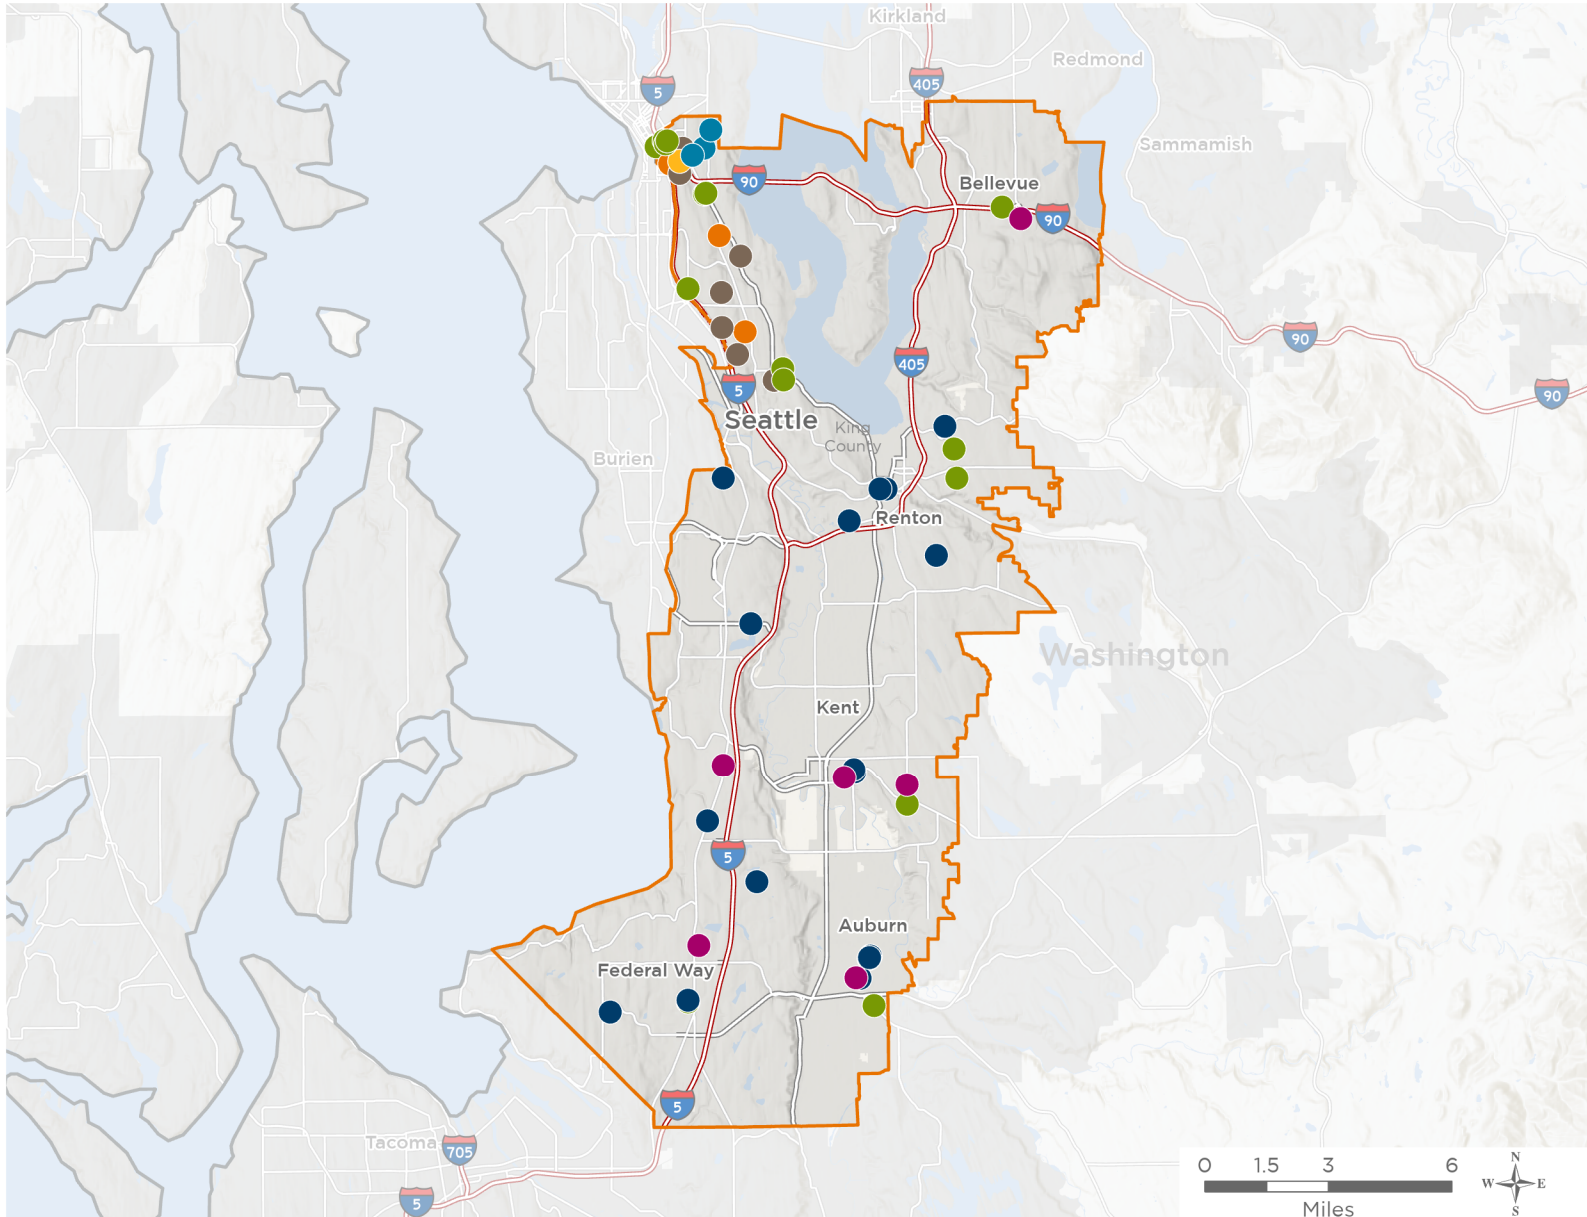 Kirkland
Redmond
5
405
Sammamish
90
Bellevue
90
90
405
5
90
Seattle
King
County
Burien
Renton
Washington
Kent
5
Auburn
Federal Way
5
Tacoma
705
5
0 1.5 3 6
Miles
N
W E
S